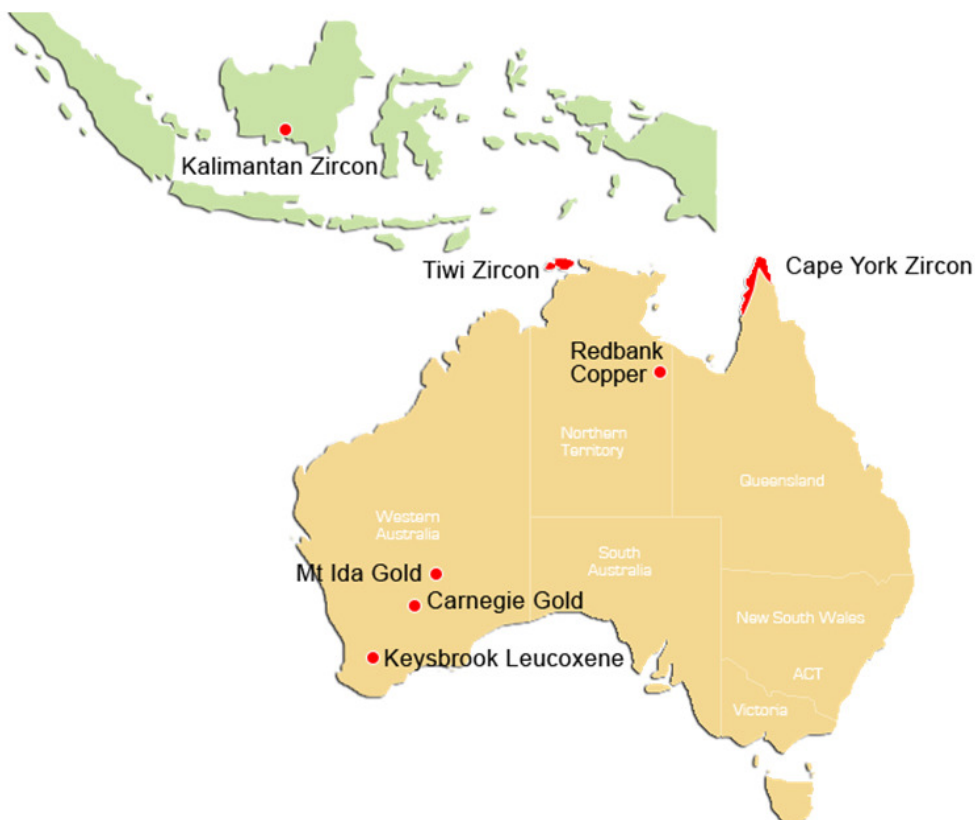 Kalimantan Zircon
Tiwi Zircon
Cape York Zircon
Redbank
Copper
Northern
Territory
Queensland
Western
Australia
South
Australia
Mt Ida Gold
Carnegie Gold
New South Wales
Keysbrook Leucoxene
ACT
Victoria